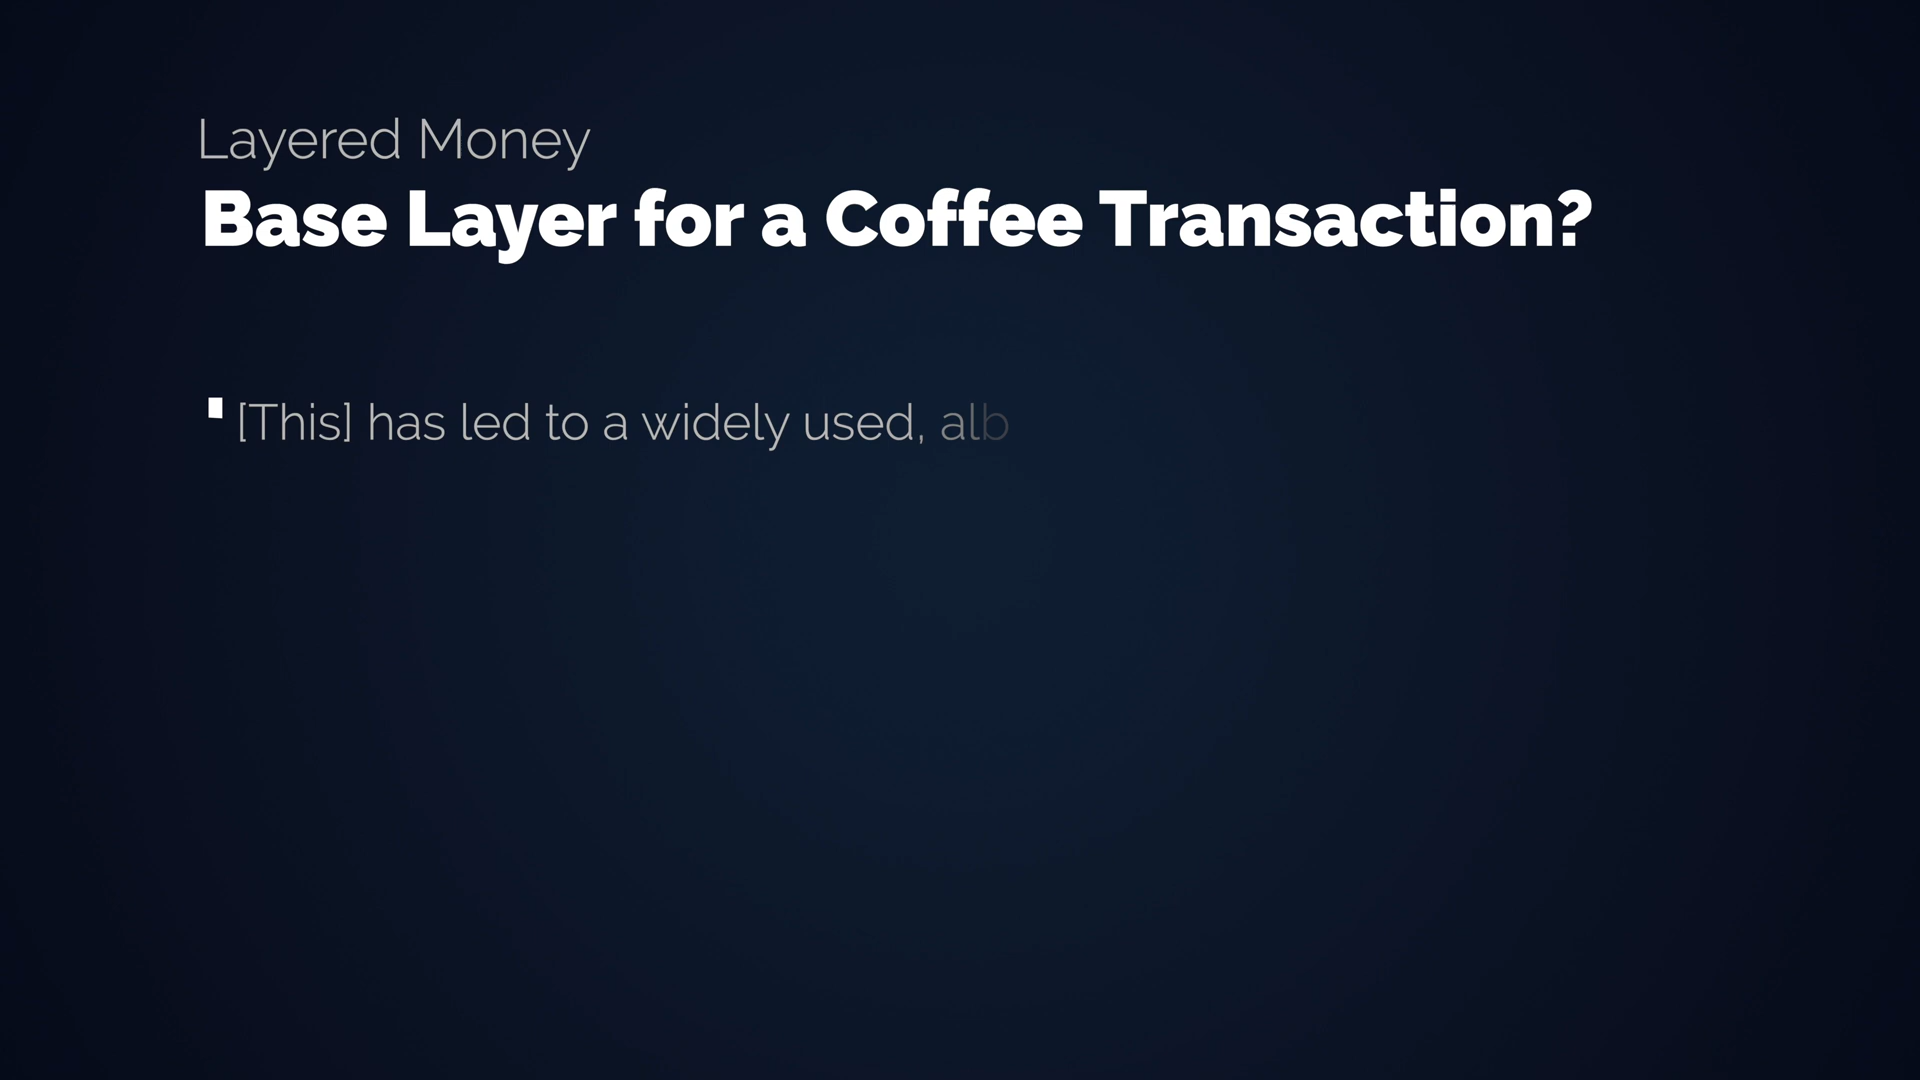 Layered Money
Base Layer for a Coffee Transaction?
[This] has led to a widely used, alb